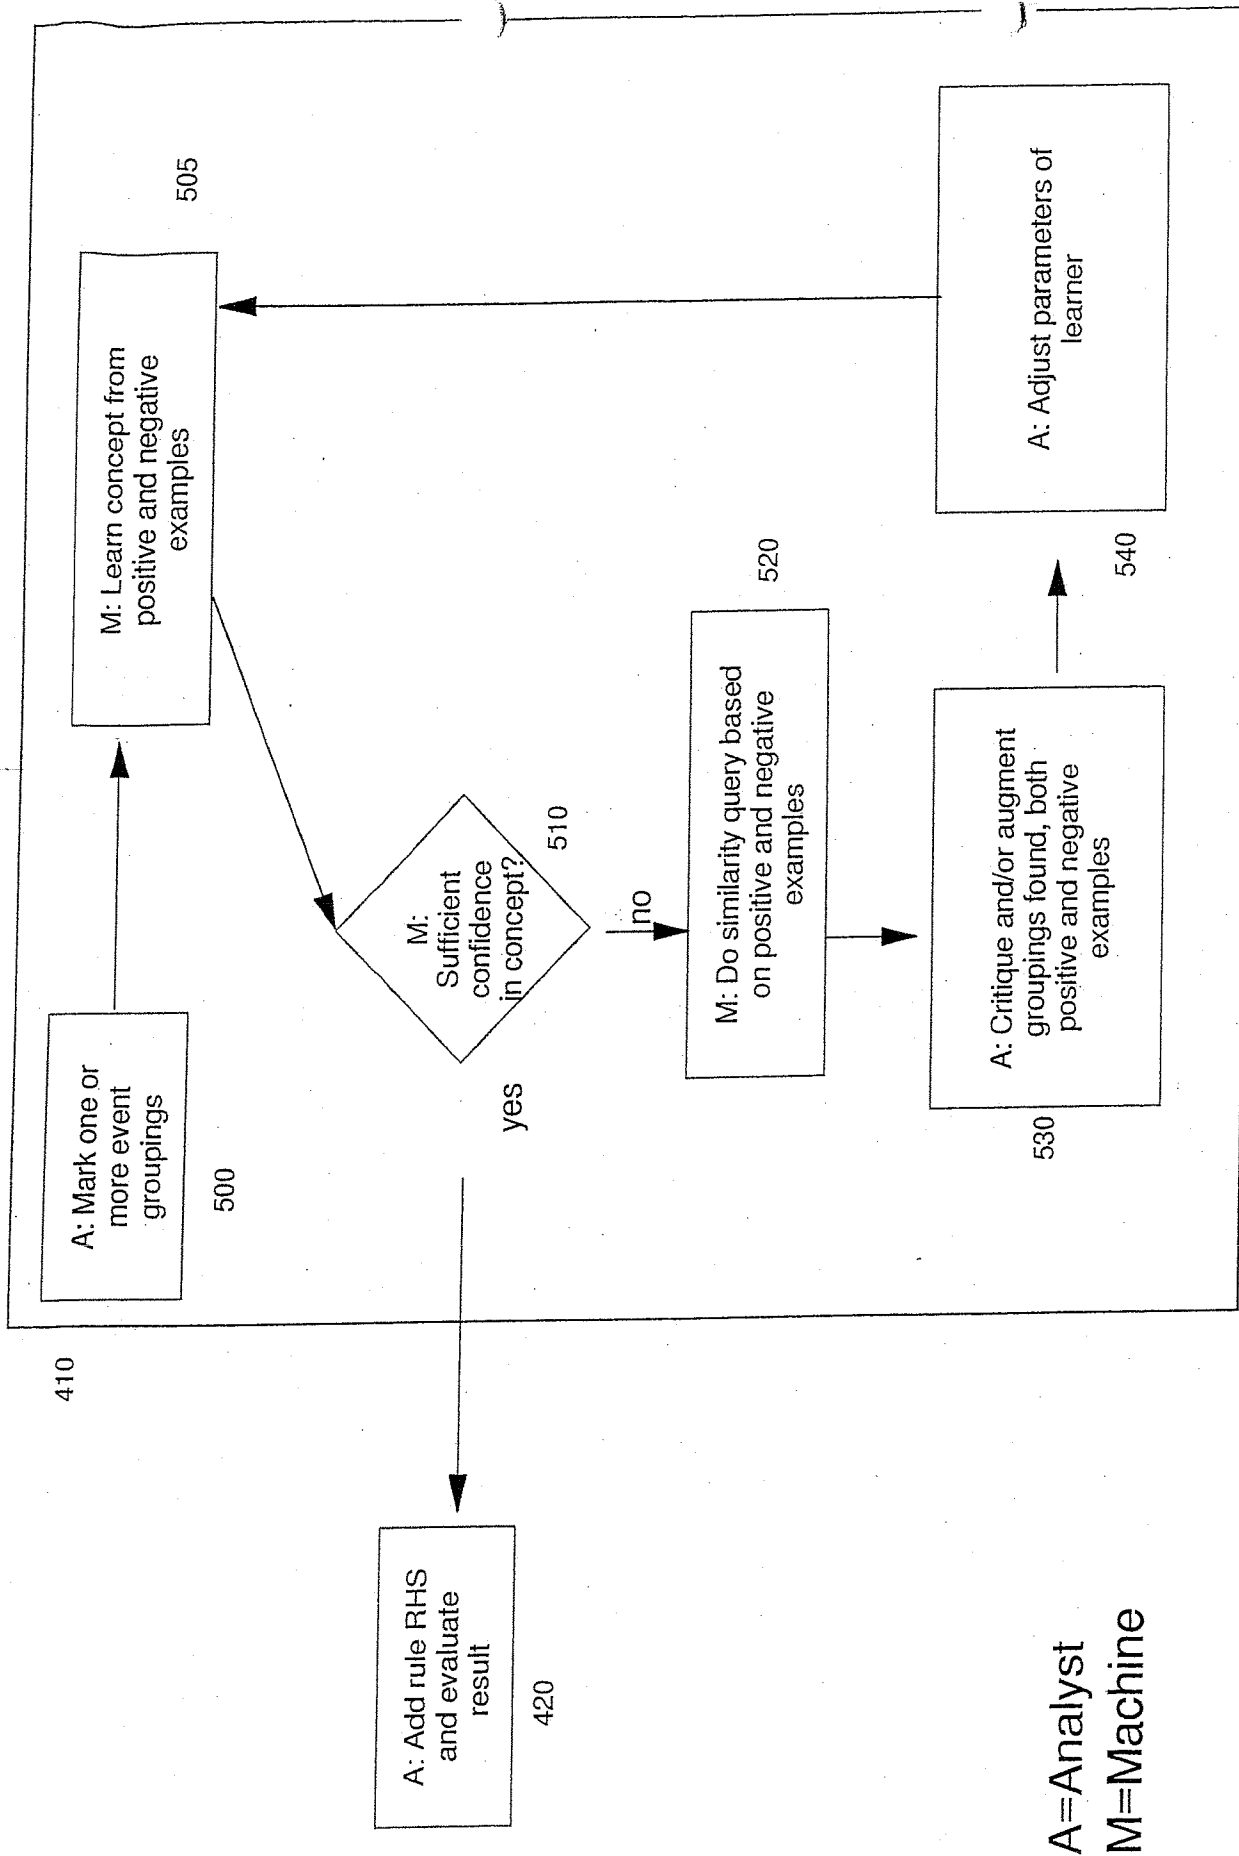 410
A: Mark one or
more event
groupings
500
M: Learn concept from
positive and negative
examples
505
M:
Sufficient
confidence
in concept?
510
yes
no
A: Add rule RHS
and evaluate
result
420
M: Do similarity query based
on positive and negative
examples
520
A: Critique and/or augment
groupings found, both
positive and negative
examples
530
A: Adjust parameters of
learner
540
A=Analyst
M=Machine